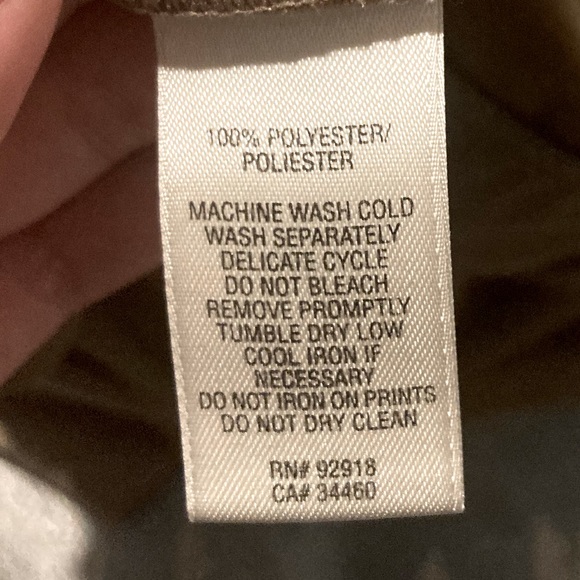 100% POLYESTER/
POLIESTER
MACHINE WASH COLD
WASH SEPARATELY
DELICATE CYCLE
DO NOT BLEACH
REMOVE PROMPTLY
TUMBLE DRY LOW
COOL IRON IF
NECESSARY
DO NOT IRON ON PRINTS
DO NOT DRY CLEAN
RN# 92918
CA# 34460